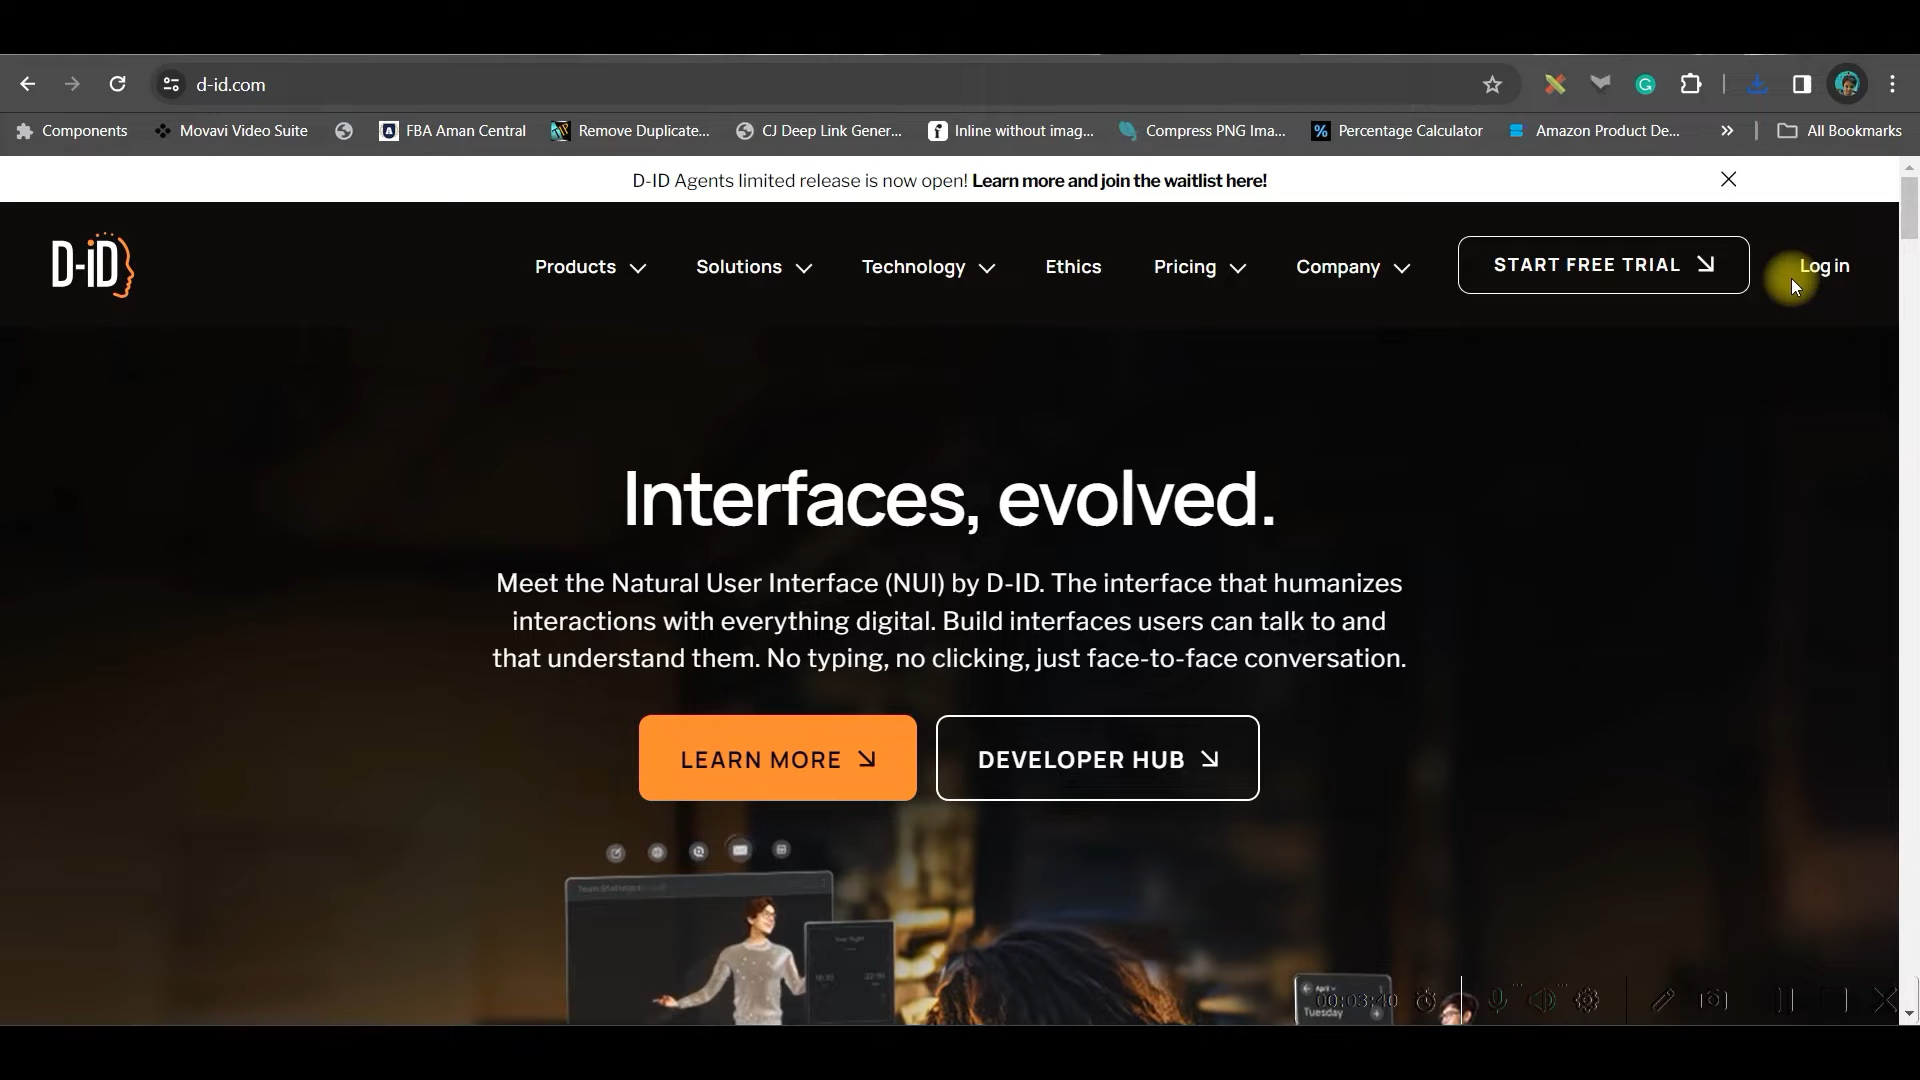 d-id.com
Components
Movavi Video Suite
FBA Aman Central
Remove Duplicate...
CJ Deep Link Gener...
Inline without imag...
Compress PNG Ima...
Percentage Calculator
Amazon Product De...
All Bookmarks
D-ID Agents limited release is now open! Learn more and join the waitlist here!
D-iD
Products
Solutions
Technology
Ethics
Pricing
Company
START FREE TRIAL
Log in
Interfaces, evolved.
Meet the Natural User Interface (NUI) by D-ID. The interface that humanizes
interactions with everything digital. Build interfaces users can talk to and
that understand them. No typing, no clicking, just face-to-face conversation.
LEARN MORE
DEVELOPER HUB
April
00:03:40
Tuesday